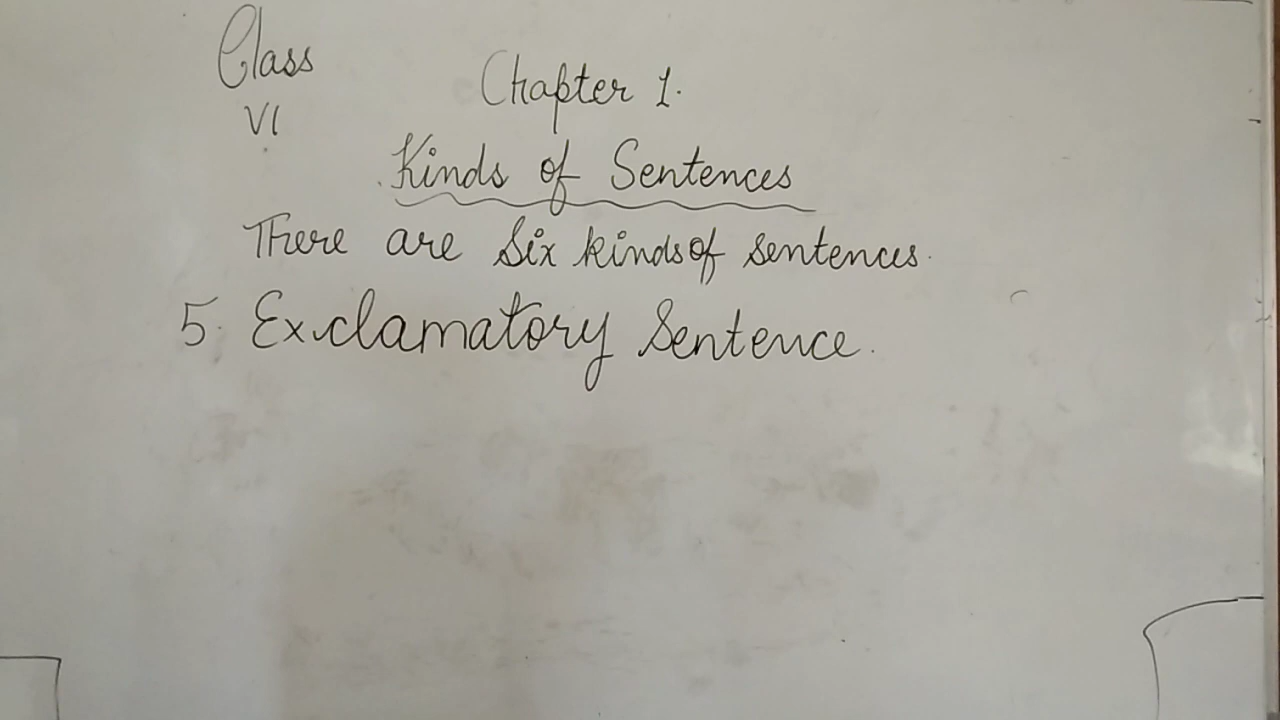 Class
VI
Chapter 1.
Kinds of Sentences
There are Six kinds of sentences.
5. Exclamatory Sentence.